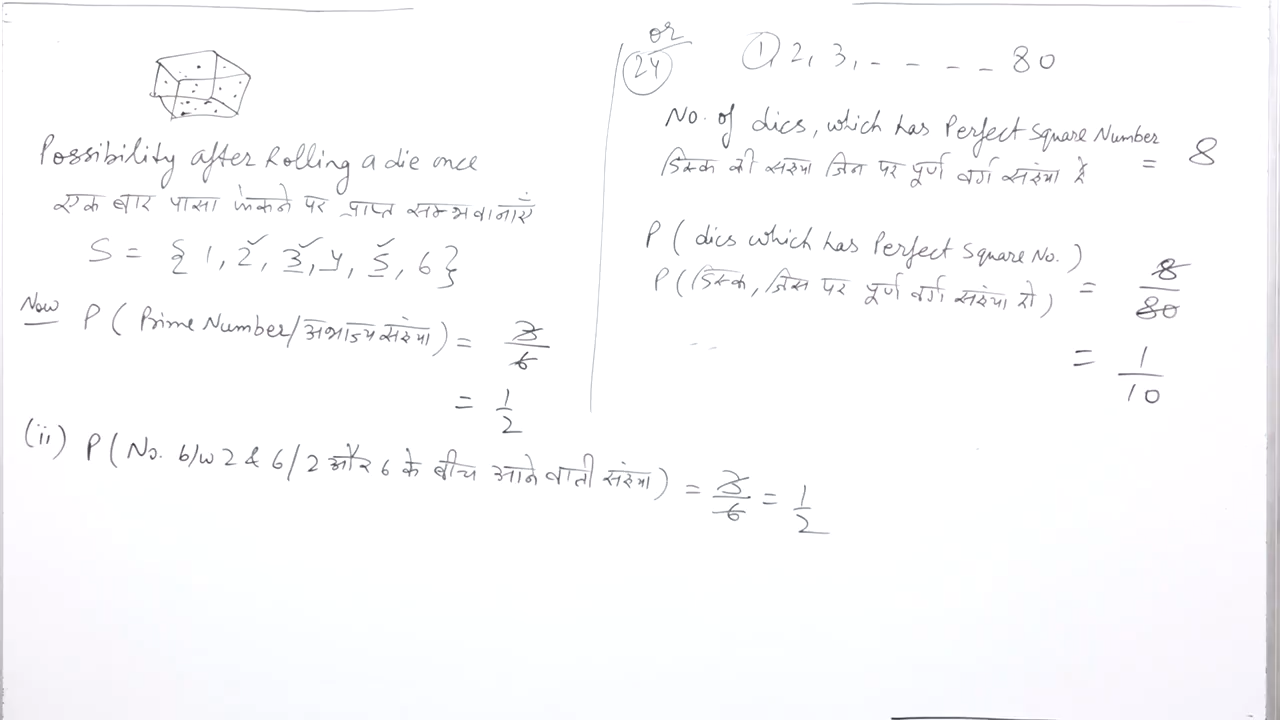 Possibility after Rolling a die once
एक बार पासा फेंकने पर प्राप्त सम्भवानाएं
S = { 1, 2, 3, 4, 5, 6 }
Now P ( Prime Number/अभाज्य संख्या ) = 3/6
= 1/2
(ii) P ( No. b/w 2 & 6/2 और 6 के बीच आने वाली संख्या ) = 3/6 = 1/2
or
24 1, 2, 3, - - - - 80
No. of dics, which has Perfect Square Number
डिस्क की संख्या जिन पर पूर्ण वर्ग संख्या है = 8
P ( dics which has Perfect Square No. )
P ( डिस्क, जिस पर पूर्ण वर्ग संख्या हो ) = 8/80
= 1/10